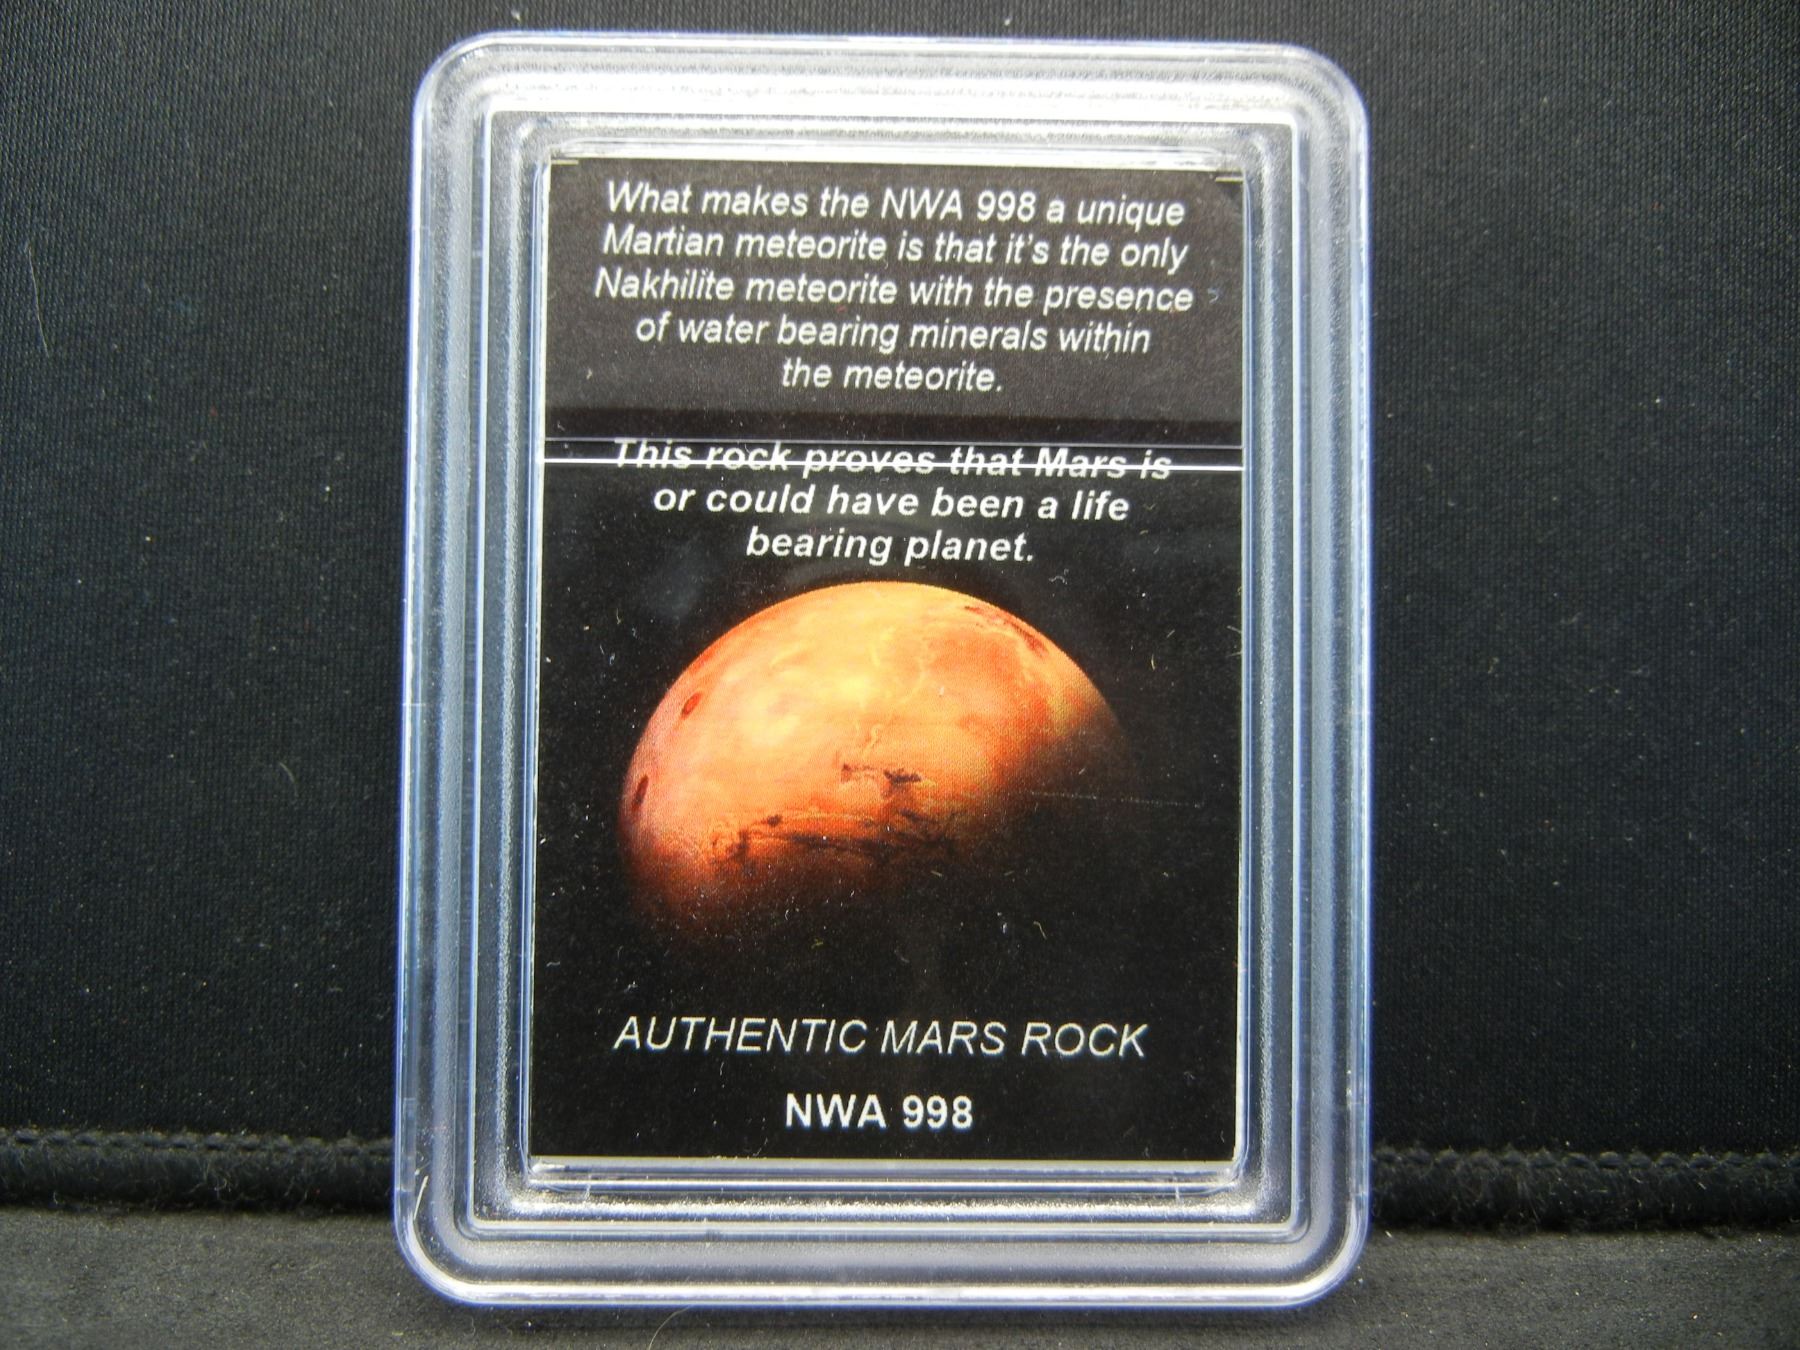 What makes the NWA 998 a unique
Martian meteorite is that it's the only
Nakhilite meteorite with the presence
of water bearing minerals within
the meteorite.
This rock proves that Mars is
or could have been a life
bearing planet.
AUTHENTIC MARS ROCK
NWA 998